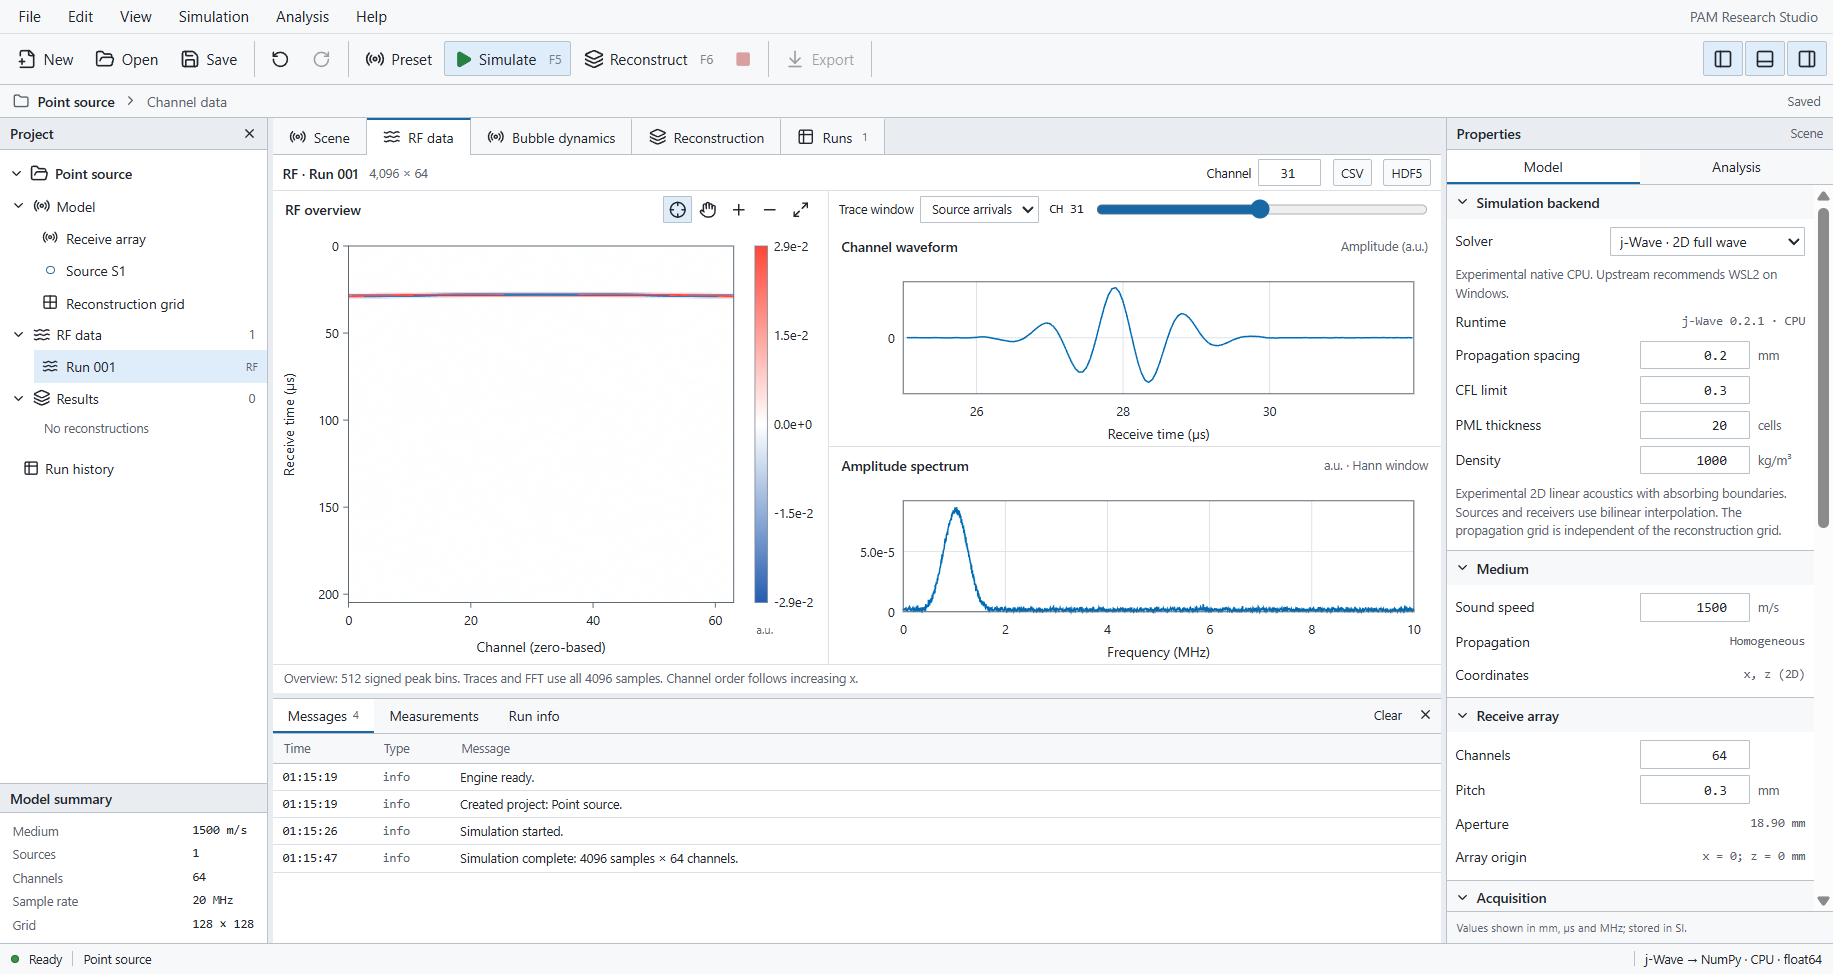 File Edit View Simulation Analysis Help PAM Research Studio
New Open Save Preset Simulate F5 Reconstruct F6 Export
Point source > Channel data Saved
Project
Point source
Model
Receive array
Source S1
Reconstruction grid
RF data 1
Run 001 RF
Results 0
No reconstructions
Run history
Model summary
Medium 1500 m/s
Sources 1
Channels 64
Sample rate 20 MHz
Grid 128 × 128
Scene RF data Bubble dynamics Reconstruction Runs 1
RF · Run 001 4,096 × 64 Channel 31 CSV HDF5
RF overview
0
50
100
150
200
Receive time (µs)
0 20 40 60
Channel (zero-based)
2.9e-2
1.5e-2
0.0e+0
-1.5e-2
-2.9e-2
a.u.
Trace window Source arrivals CH 31
Channel waveform Amplitude (a.u.)
0
26 28 30
Receive time (µs)
Amplitude spectrum a.u. · Hann window
5.0e-5
0
0 2 4 6 8 10
Frequency (MHz)
Overview: 512 signed peak bins. Traces and FFT use all 4096 samples. Channel order follows increasing x.
Messages 4 Measurements Run info Clear
Time Type Message
01:15:19 info Engine ready.
01:15:19 info Created project: Point source.
01:15:26 info Simulation started.
01:15:47 info Simulation complete: 4096 samples × 64 channels.
Properties Scene
Model Analysis
Simulation backend
Solver j-Wave · 2D full wave
Experimental native CPU. Upstream recommends WSL2 on
Windows.
Runtime j-Wave 0.2.1 · CPU
Propagation spacing 0.2 mm
CFL limit 0.3
PML thickness 20 cells
Density 1000 kg/m³
Experimental 2D linear acoustics with absorbing boundaries.
Sources and receivers use bilinear interpolation. The
propagation grid is independent of the reconstruction grid.
Medium
Sound speed 1500 m/s
Propagation Homogeneous
Coordinates x, z (2D)
Receive array
Channels 64
Pitch 0.3 mm
Aperture 18.90 mm
Array origin x = 0; z = 0 mm
Acquisition
Values shown in mm, µs and MHz; stored in SI.
Ready Point source j-Wave → NumPy · CPU · float64